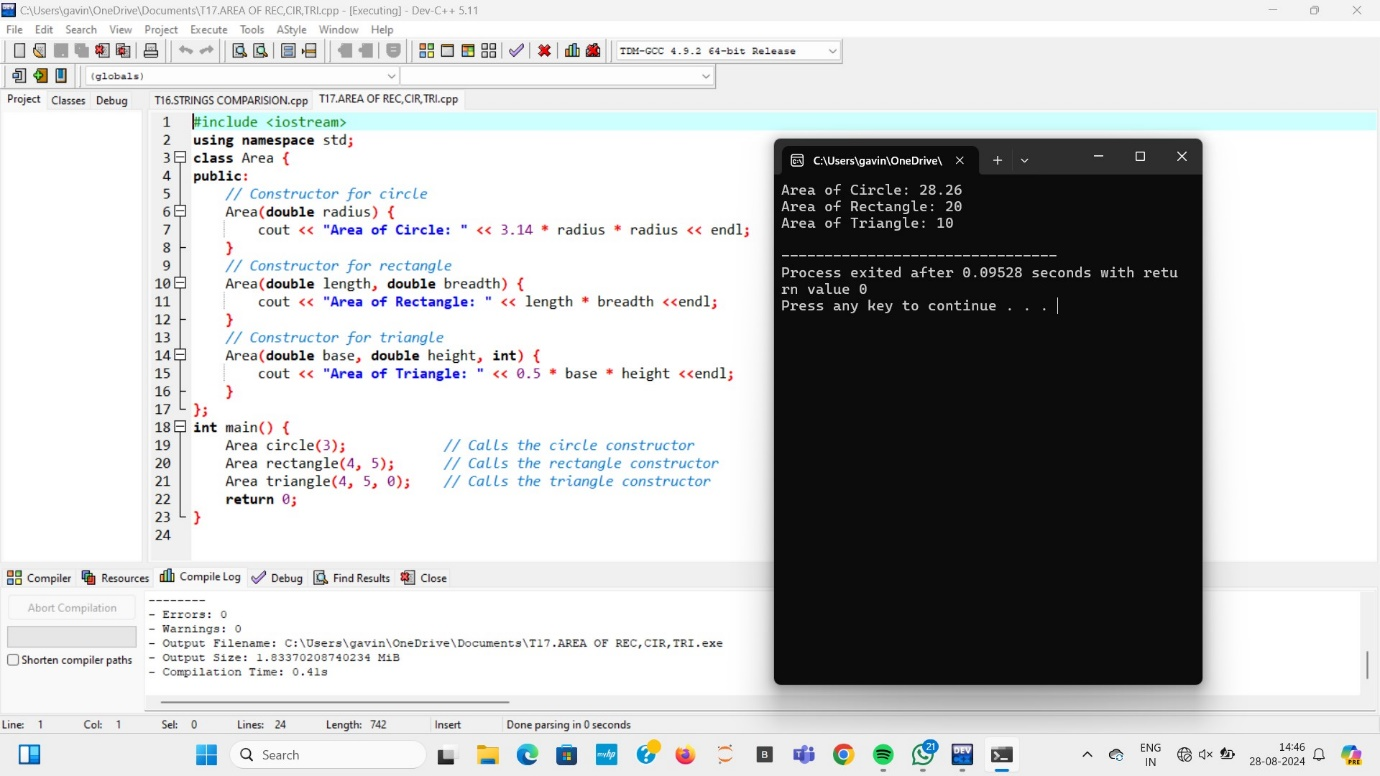 C:\Users\gavin\OneDrive\Documents\T17.AREA OF REC,CIR,TRI.cpp - [Executing] - Dev-C++ 5.11
File Edit Search View Project Execute Tools AStyle Window Help
TDM-GCC 4.9.2 64-bit Release
(globals)
Project Classes Debug T16.STRINGS COMPARISION.cpp T17.AREA OF REC,CIR,TRI.cpp
1 #include <iostream>
2 using namespace std;
3 class Area {
4 public:
5 // Constructor for circle
6 Area(double radius) {
7 cout << "Area of Circle: " << 3.14 * radius * radius << endl;
8 }
9 // Constructor for rectangle
10 Area(double length, double breadth) {
11 cout << "Area of Rectangle: " << length * breadth <<endl;
12 }
13 // Constructor for triangle
14 Area(double base, double height, int) {
15 cout << "Area of Triangle: " << 0.5 * base * height <<endl;
16 }
17 };
18 int main() {
19 Area circle(3); // Calls the circle constructor
20 Area rectangle(4, 5); // Calls the rectangle constructor
21 Area triangle(4, 5, 0); // Calls the triangle constructor
22 return 0;
23 }
24
C:\Users\gavin\OneDrive\
Area of Circle: 28.26
Area of Rectangle: 20
Area of Triangle: 10
--------------------------------
Process exited after 0.09528 seconds with retu
rn value 0
Press any key to continue . . .
Compiler Resources Compile Log Debug Find Results Close
Abort Compilation
Shorten compiler paths
--------
- Errors: 0
- Warnings: 0
- Output Filename: C:\Users\gavin\OneDrive\Documents\T17.AREA OF REC,CIR,TRI.exe
- Output Size: 1.83370208740234 MiB
- Compilation Time: 0.41s
Line: 1 Col: 1 Sel: 0 Lines: 24 Length: 742 Insert Done parsing in 0 seconds
Search
myhp
B
21
DEV
ENG
IN
14:46
28-08-2024
PRE